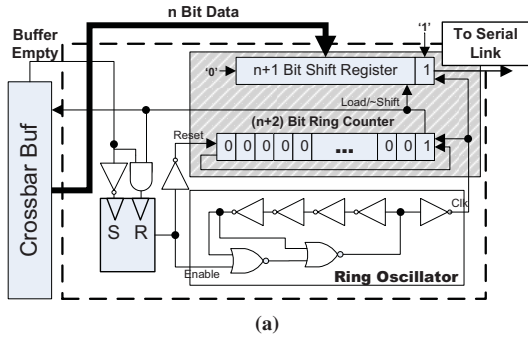 n Bit Data
Buffer
Empty
'1'
To Serial
Link
'0'
n+1 Bit Shift Register
1
Load/~Shift
(n+2) Bit Ring Counter
Reset
0 0 0 0 0 ... 0 0 1
Crossbar Buf
S R
Clk
Enable
Ring Oscillator
(a)